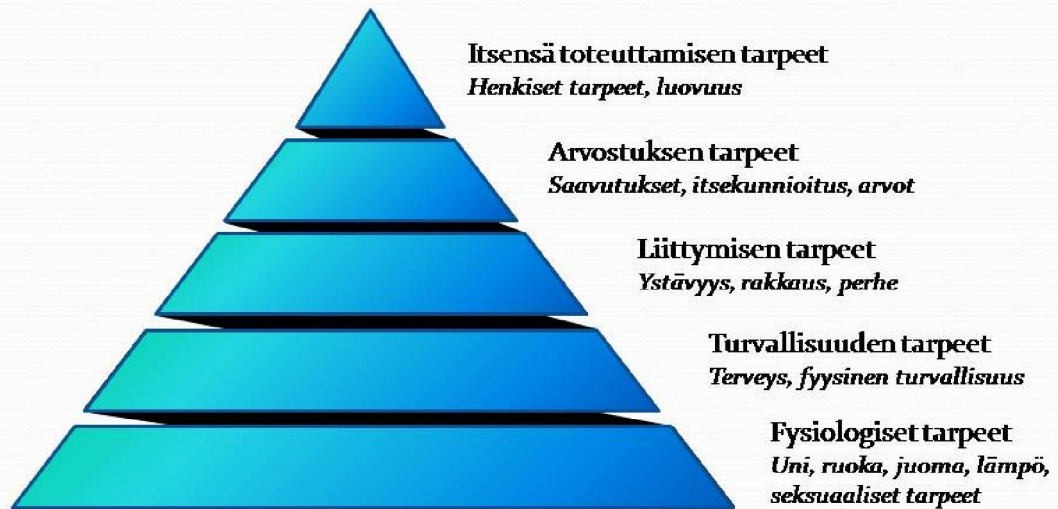 Itsensä toteuttamisen tarpeet
Henkiset tarpeet, luovuus
Arvostuksen tarpeet
Saavutukset, itsekunnioitus, arvot
Liittymisen tarpeet
Ystävyys, rakkaus, perhe
Turvallisuuden tarpeet
Terveys, fyysinen turvallisuus
Fysiologiset tarpeet
Uni, ruoka, juoma, lämpö,
seksuaaliset tarpeet